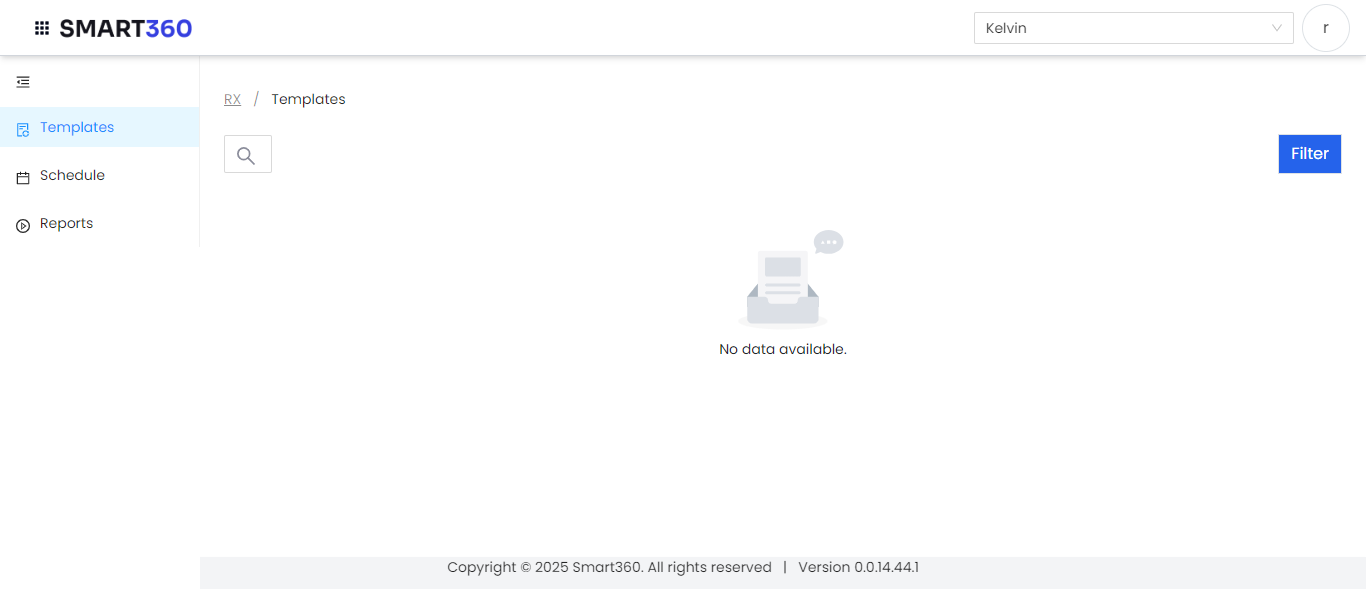 SMART360
Kelvin
r
RX / Templates
Templates
Schedule
Reports
Filter
No data available.
Copyright © 2025 Smart360. All rights reserved | Version 0.0.14.44.1